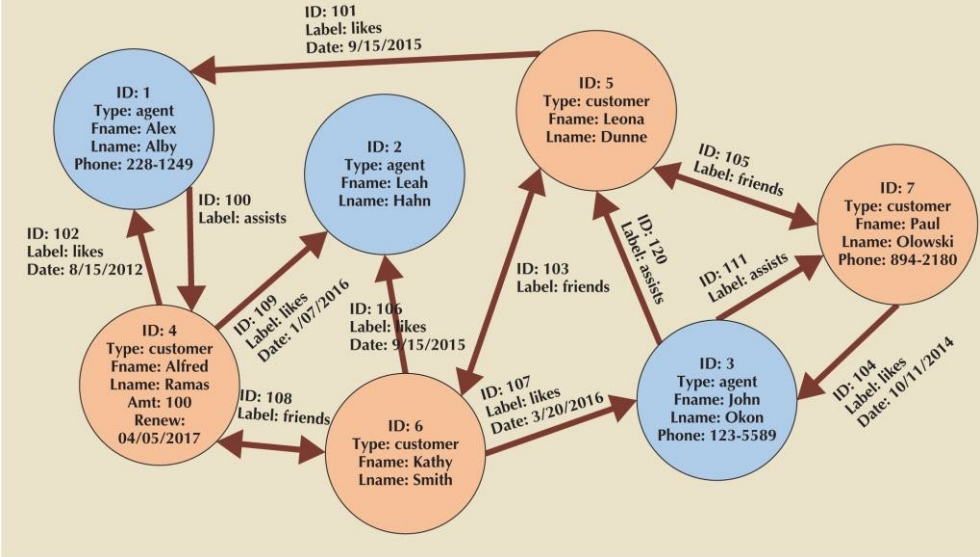 ID: 101
Label: likes
Date: 9/15/2015
ID: 1
Type: agent
Fname: Alex
Lname: Alby
Phone: 228-1249
ID: 2
Type: agent
Fname: Leah
Lname: Hahn
ID: 5
Type: customer
Fname: Leona
Lname: Dunne
ID: 105
Label: friends
ID: 7
Type: customer
Fname: Paul
Lname: Olowski
Phone: 894-2180
ID: 100
Label: assists
ID: 102
Label: likes
Date: 8/15/2012
ID: 109
Label: likes
Date: 1/07/2016
ID: 106
Label: likes
Date: 9/15/2015
ID: 103
Label: friends
ID: 120
Label: assists
ID: 111
Label: assists
ID: 4
Type: customer
Fname: Alfred
Lname: Ramas
Amt: 100
Renew:
04/05/2017
ID: 108
Label: friends
ID: 6
Type: customer
Fname: Kathy
Lname: Smith
ID: 107
Label: likes
Date: 3/20/2016
ID: 3
Type: agent
Fname: John
Lname: Okon
Phone: 123-5589
ID: 104
Label: likes
Date: 10/11/2014